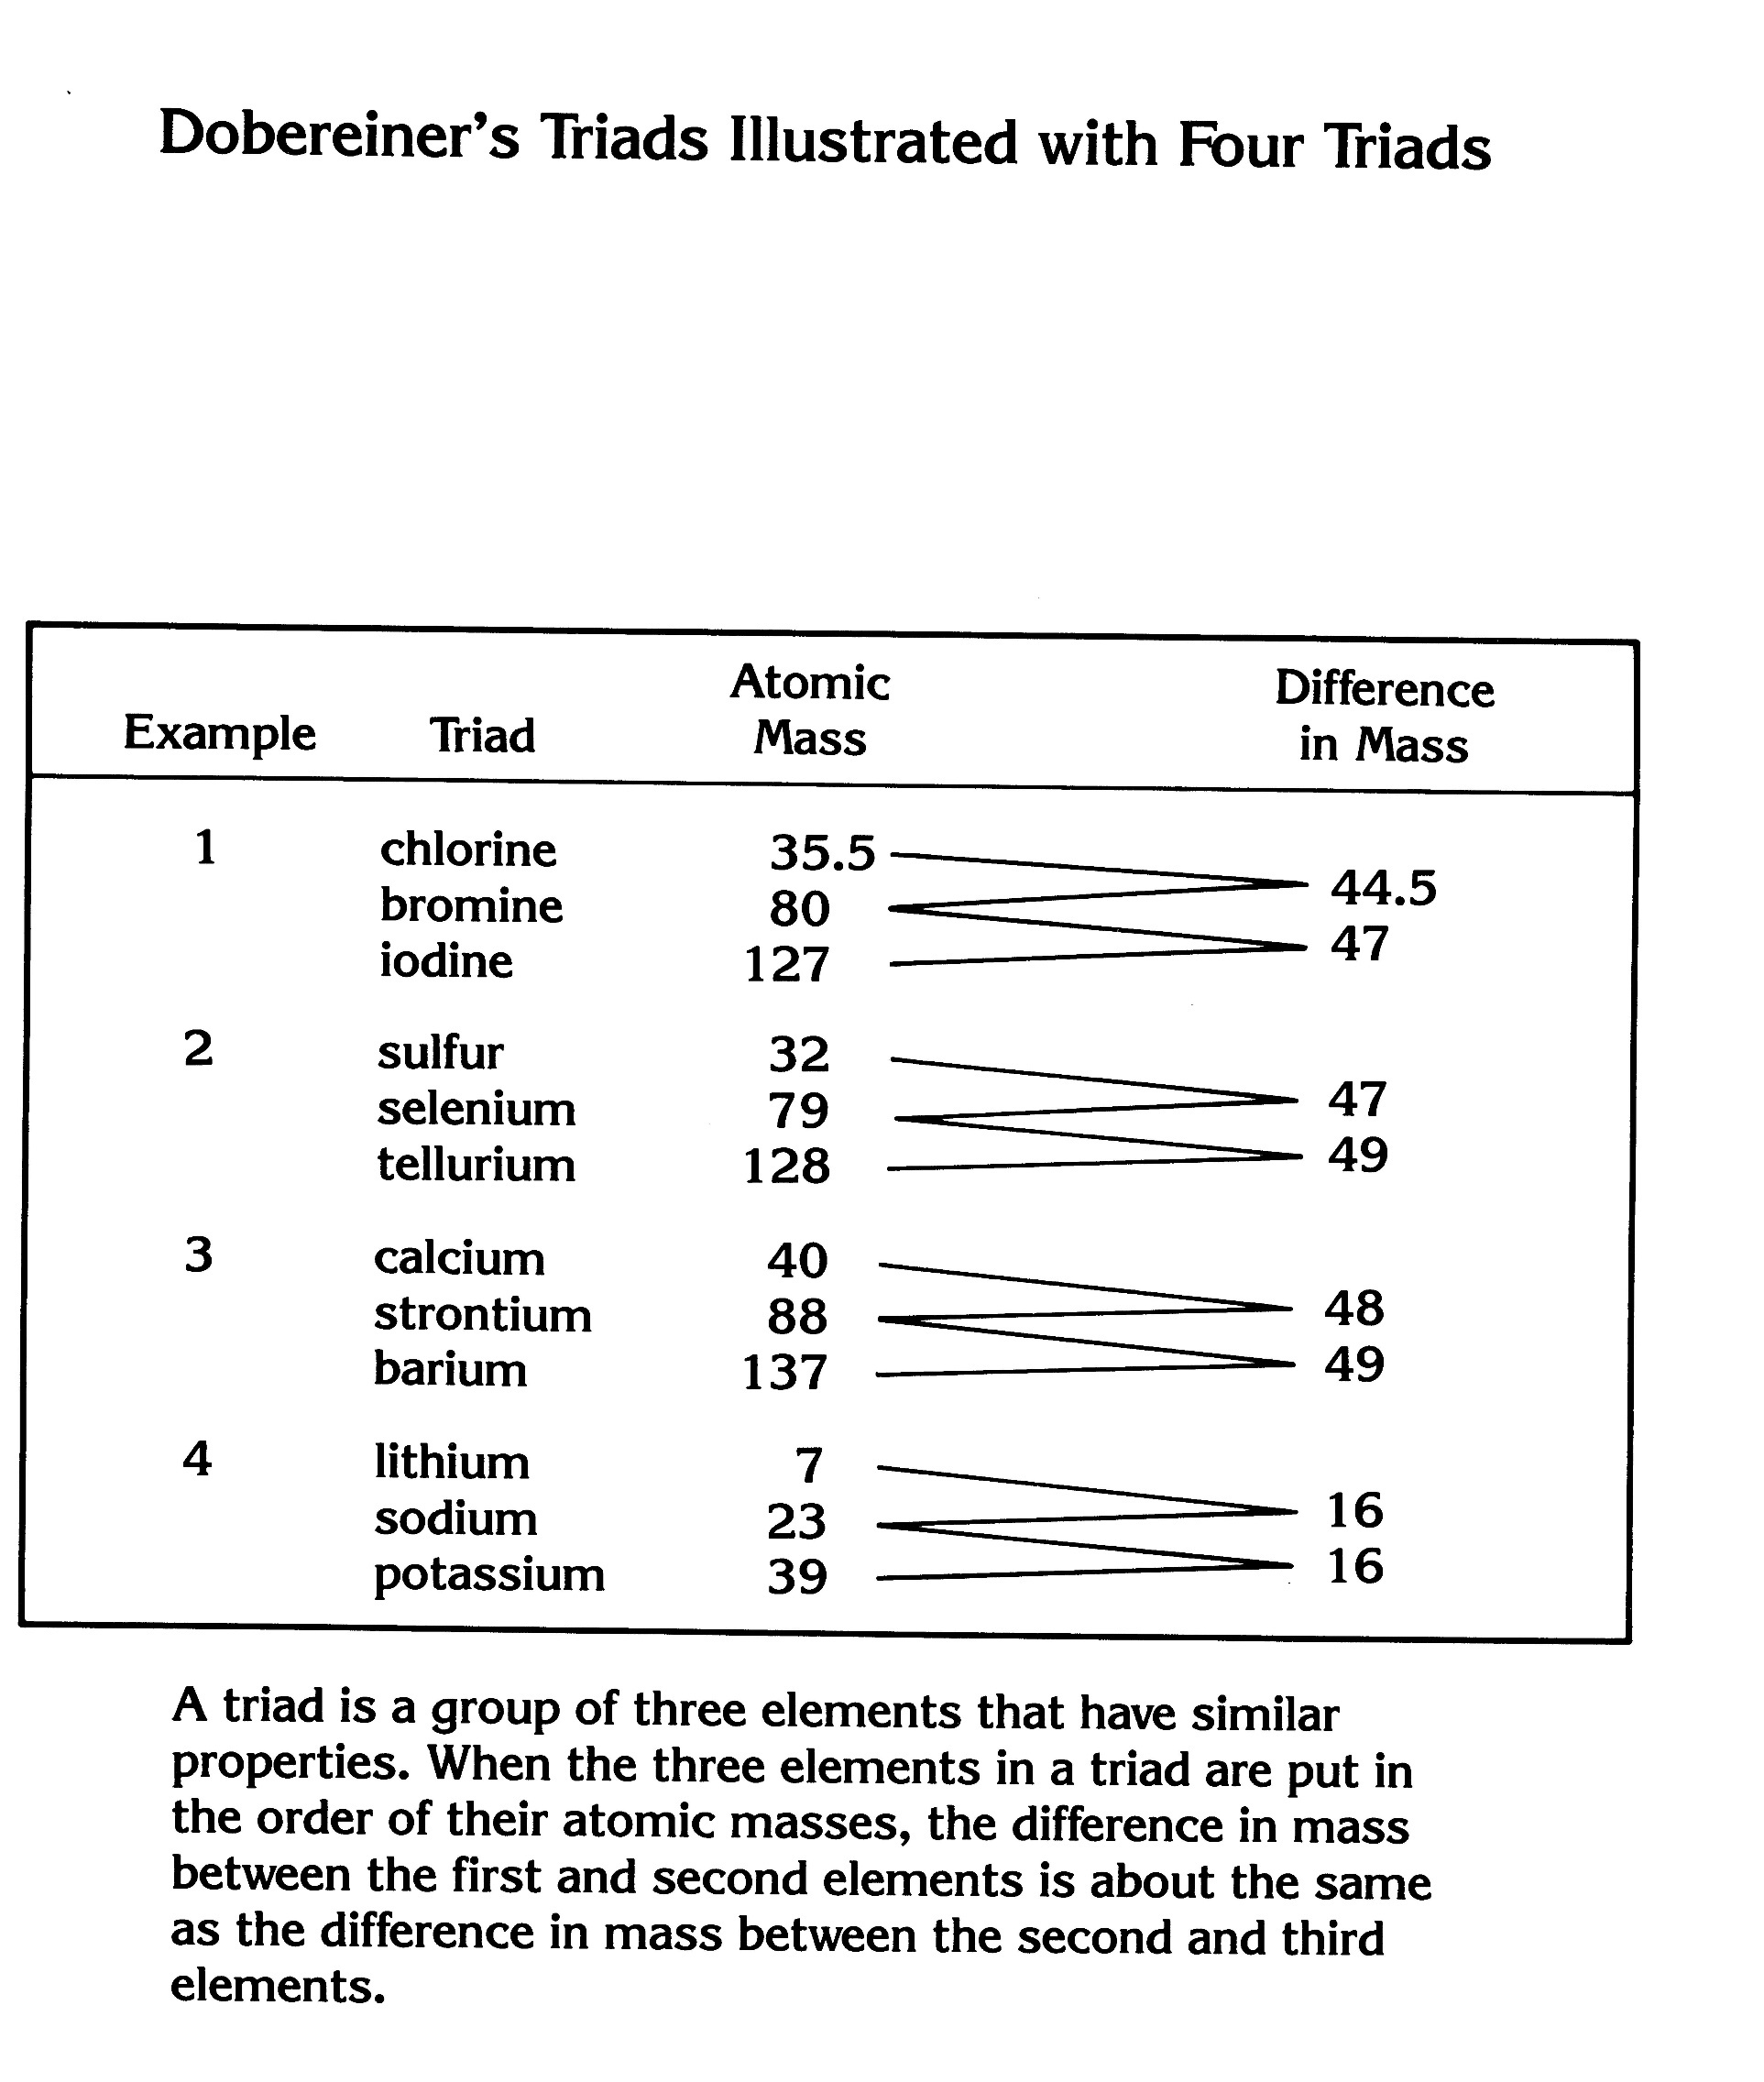 Dobereiner's Triads Illustrated with Four Triads
Example Triad Atomic Mass Difference in Mass
1 chlorine 35.5 44.5
bromine 80 47
iodine 127
2 sulfur 32 47
selenium 79 49
tellurium 128
3 calcium 40 48
strontium 88 49
barium 137
4 lithium 7 16
sodium 23 16
potassium 39
A triad is a group of three elements that have similar
properties. When the three elements in a triad are put in
the order of their atomic masses, the difference in mass
between the first and second elements is about the same
as the difference in mass between the second and third
elements.